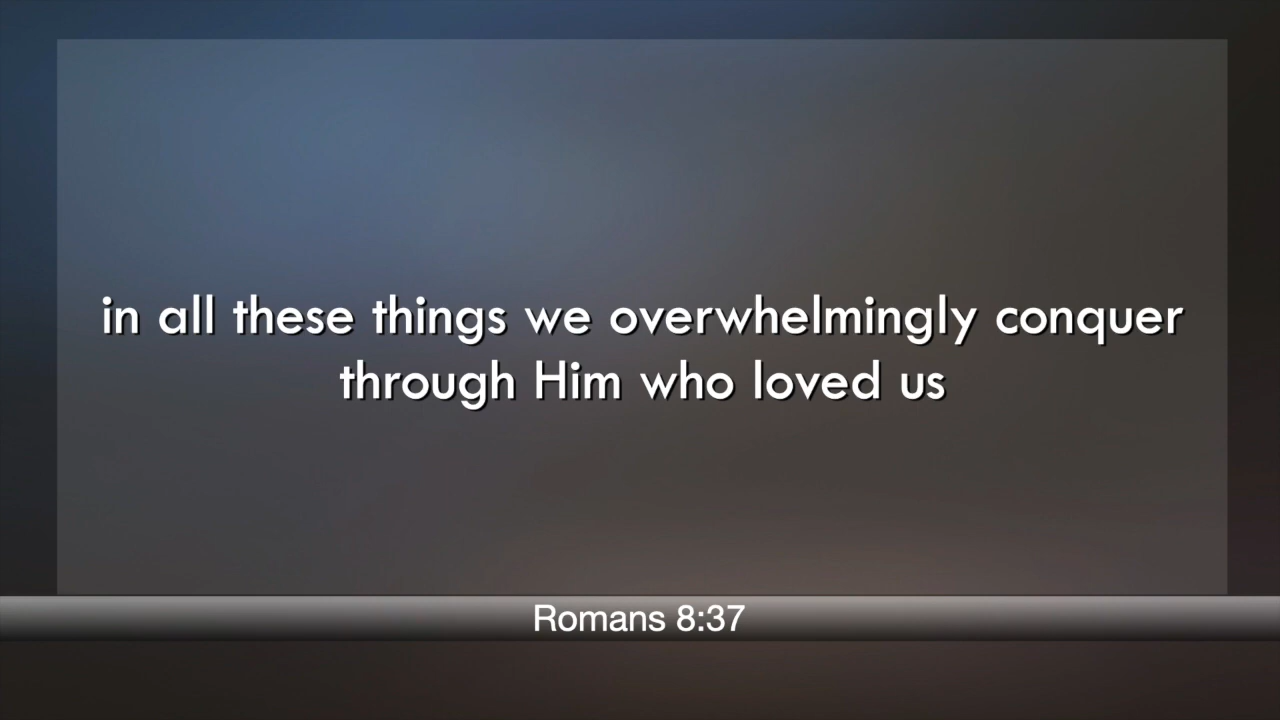 in all these things we overwhelmingly conquer
through Him who loved us
Romans 8:37